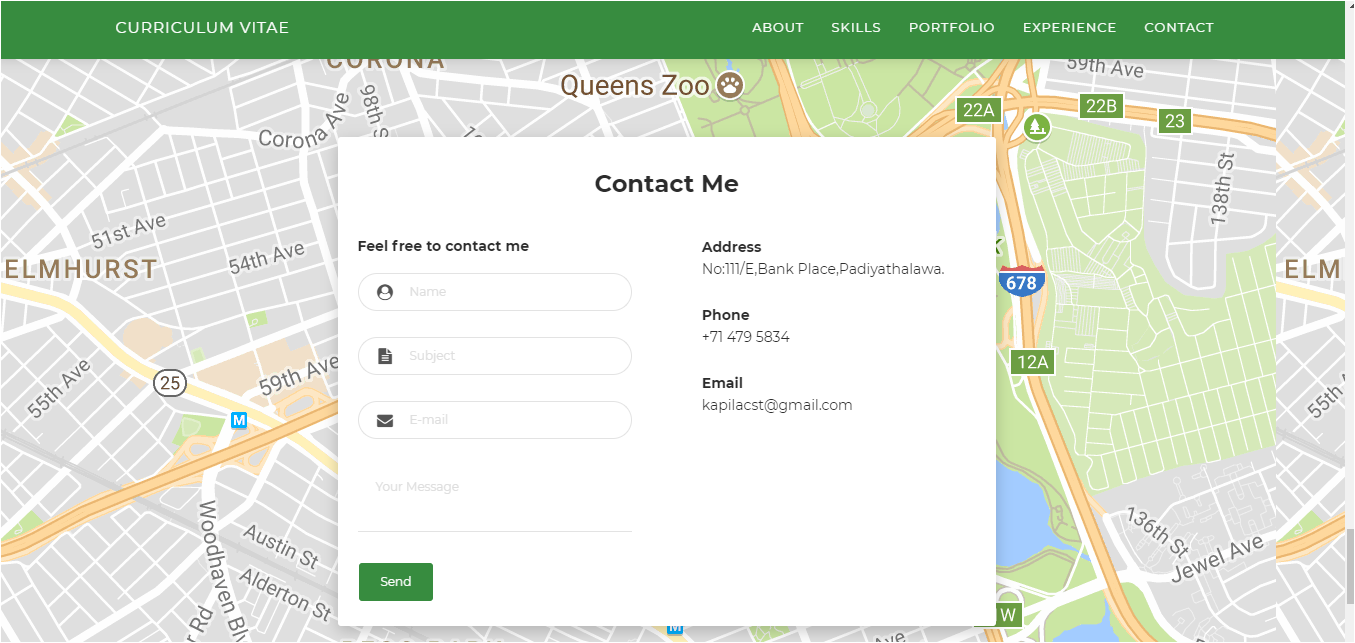 CURRICULUM VITAE
ABOUT SKILLS PORTFOLIO EXPERIENCE CONTACT
CORONA
59th Ave
Queens Zoo
98th S
Corona Ave
22A
22B
23
138th St
51st Ave
54th Ave
ELMHURST
ELM
678
12A
25
59th Ave
55th Ave
55th
M
Woodhaven Blv
Austin St
Alderton St
r Rd
136th St
Jewel Ave
W
M
Contact Me
Feel free to contact me
Name
Subject
E-mail
Your Message
Send
Address
No:111/E,Bank Place,Padiyathalawa.
Phone
+71 479 5834
Email
kapilacst@gmail.com